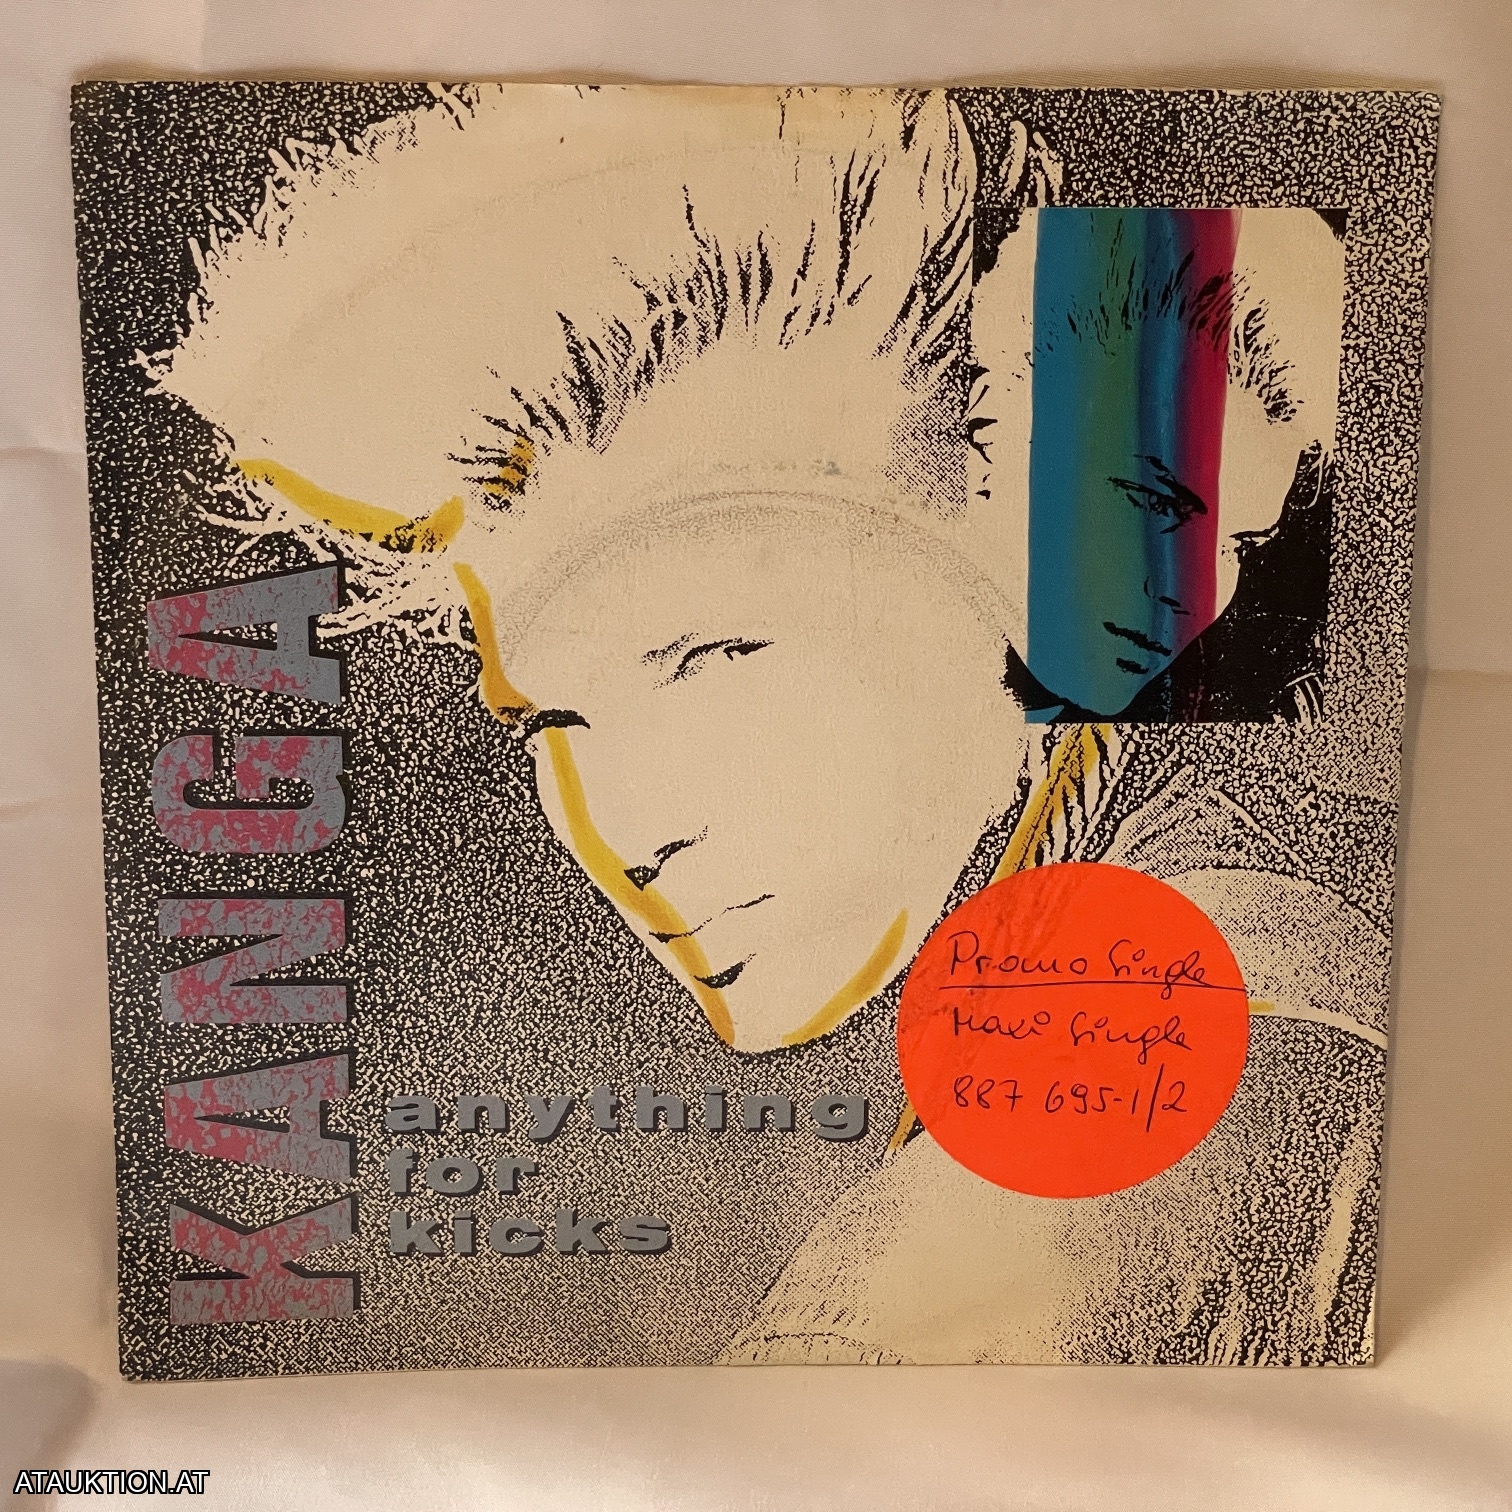 KANGA
anything
for
kicks
Promo Single
Maxi Single
887 695-1/2
ATAUKTION.AT